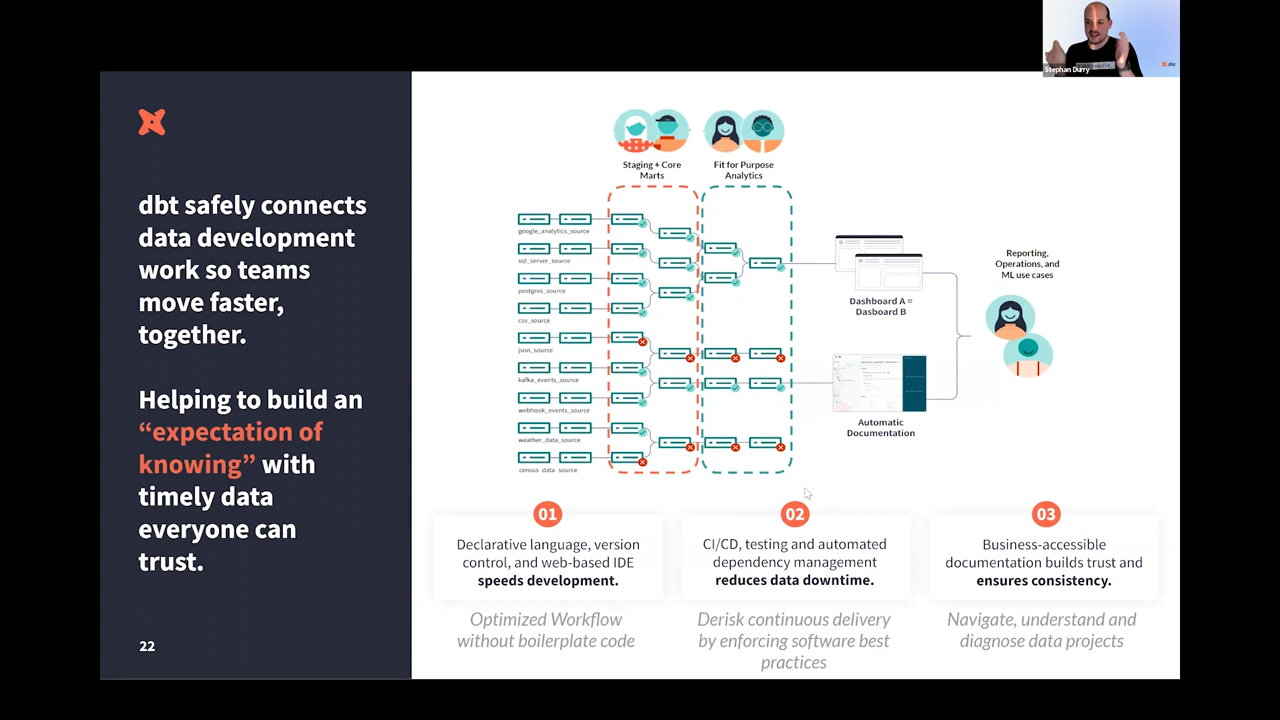 Stephan Durry
dbt
dbt safely connects
data development
work so teams
move faster,
together.
Helping to build an
“expectation of
knowing” with
timely data
everyone can
trust.
22
Staging + Core
Marts
Fit for Purpose
Analytics
google_analytics_source
sql_server_source
postgres_source
csv_source
json_source
kafka_events_source
webhook_events_source
weather_data_source
census_data_source
Dashboard A =
Dasboard B
Automatic
Documentation
Reporting,
Operations, and
ML use cases
01
Declarative language, version
control, and web-based IDE
speeds development.
Optimized Workflow
without boilerplate code
02
CI/CD, testing and automated
dependency management
reduces data downtime.
Derisk continuous delivery
by enforcing software best
practices
03
Business-accessible
documentation builds trust and
ensures consistency.
Navigate, understand and
diagnose data projects